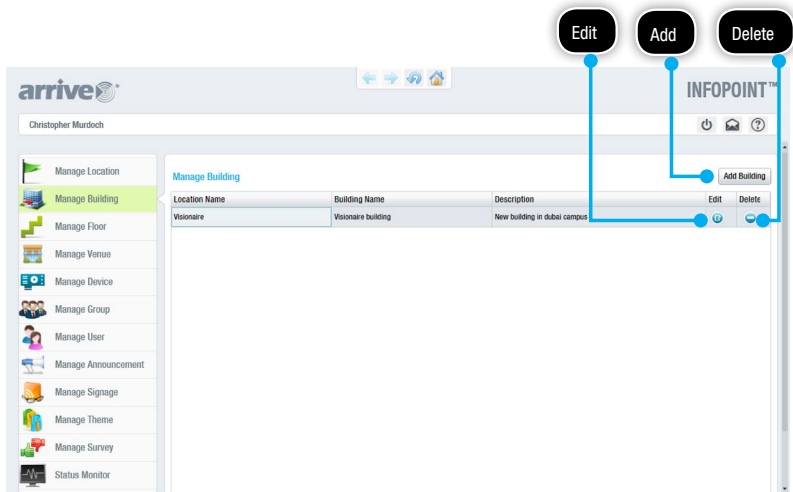 Edit Add Delete
arrive
INFOPOINT™
Christopher Murdoch
?
Manage Location
Manage Building
Manage Floor
Manage Venue
Manage Device
Manage Group
Manage User
Manage Announcement
Manage Signage
Manage Theme
Manage Survey
Status Monitor
Manage Building
Add Building
Location Name Building Name Description Edit Delete
Visionaire Visionaire building New building in dubai campus